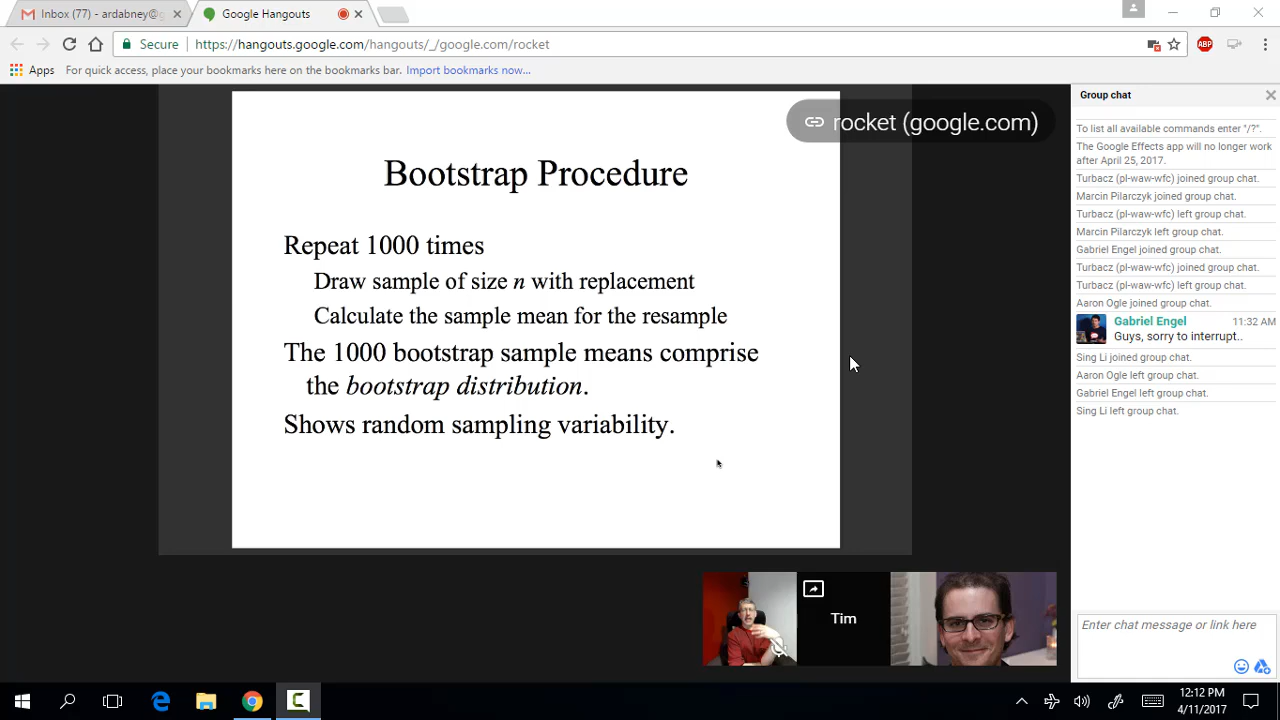 Inbox (77) - ardabney@g
Google Hangouts
Secure
https://hangouts.google.com/hangouts/_/google.com/rocket
ABP
Apps
For quick access, place your bookmarks here on the bookmarks bar. Import bookmarks now...
rocket (google.com)
Bootstrap Procedure
Repeat 1000 times
Draw sample of size n with replacement
Calculate the sample mean for the resample
The 1000 bootstrap sample means comprise
the bootstrap distribution.
Shows random sampling variability.
Tim
Group chat
To list all available commands enter "/?".
The Google Effects app will no longer work
after April 25, 2017.
Turbacz (pl-waw-wfc) joined group chat.
Marcin Pilarczyk joined group chat.
Turbacz (pl-waw-wfc) left group chat.
Marcin Pilarczyk left group chat.
Gabriel Engel joined group chat.
Turbacz (pl-waw-wfc) joined group chat.
Turbacz (pl-waw-wfc) left group chat.
Aaron Ogle joined group chat.
Gabriel Engel 11:32 AM
Guys, sorry to interrupt..
Sing Li joined group chat.
Aaron Ogle left group chat.
Gabriel Engel left group chat.
Sing Li left group chat.
Enter chat message or link here
12:12 PM
4/11/2017